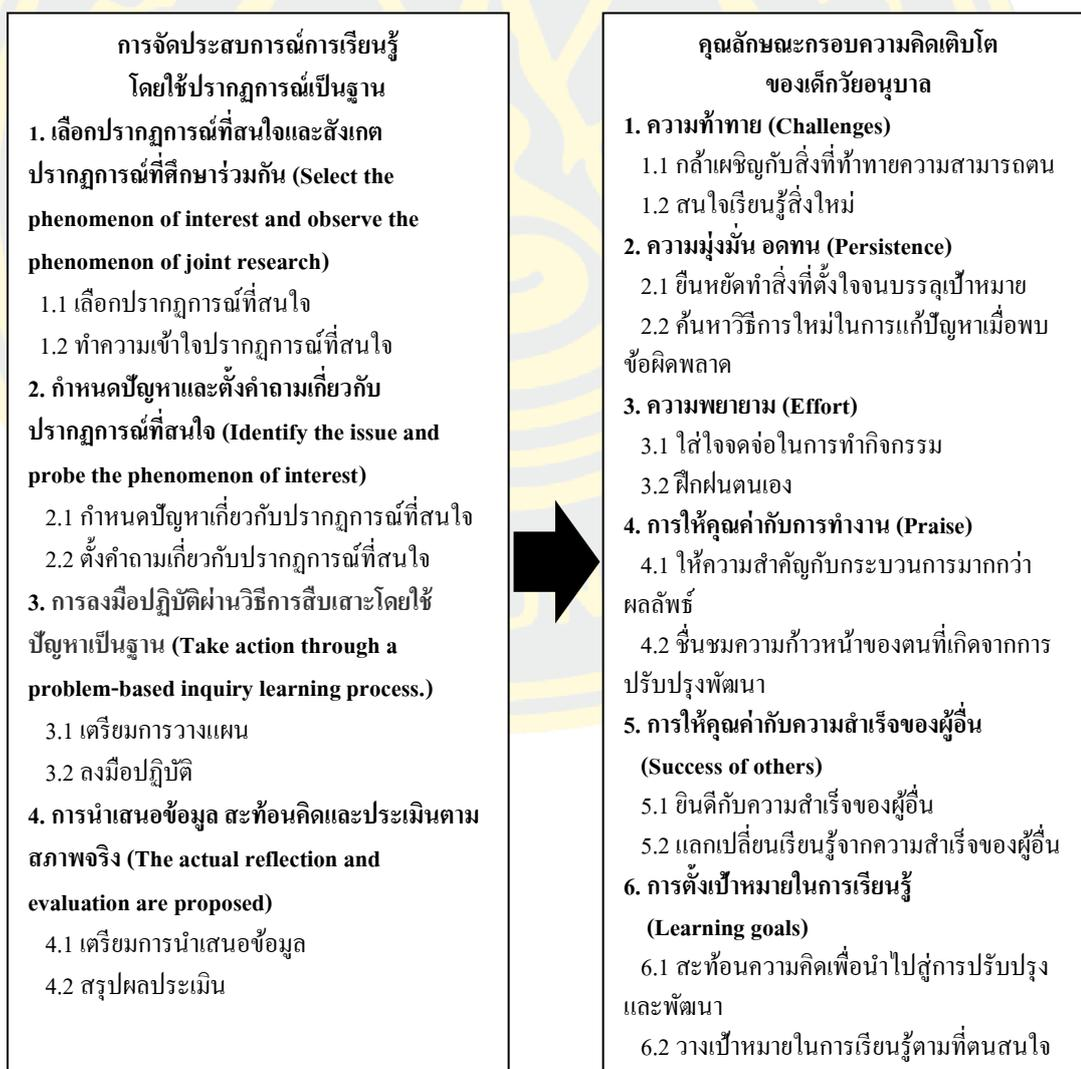 การจัดประสบการณ์การเรียนรู้
โดยใช้ปรากฏการณ์เป็นฐาน
1. เลือกปรากฏการณ์ที่สนใจและสังเกต
ปรากฏการณ์ที่ศึกษาร่วมกัน (Select the
phenomenon of interest and observe the
phenomenon of joint research)
1.1 เลือกปรากฏการณ์ที่สนใจ
1.2 ทำความเข้าใจปรากฏการณ์ที่สนใจ
2. กำหนดปัญหาและตั้งคำถามเกี่ยวกับ
ปรากฏการณ์ที่สนใจ (Identify the issue and
probe the phenomenon of interest)
2.1 กำหนดปัญหาเกี่ยวกับปรากฏการณ์ที่สนใจ
2.2 ตั้งคำถามเกี่ยวกับปรากฏการณ์ที่สนใจ
3. การลงมือปฏิบัติผ่านวิธีการสืบเสาะโดยใช้
ปัญหาเป็นฐาน (Take action through a
problem-based inquiry learning process.)
3.1 เตรียมการวางแผน
3.2 ลงมือปฏิบัติ
4. การนำเสนอข้อมูล สะท้อนคิดและประเมินตาม
สภาพจริง (The actual reflection and
evaluation are proposed)
4.1 เตรียมการนำเสนอข้อมูล
4.2 สรุปผลประเมิน
คุณลักษณะกรอบความคิดเติบโต
ของเด็กวัยอนุบาล
1. ความท้าทาย (Challenges)
1.1 กล้าเผชิญกับสิ่งที่ท้าทายความสามารถตน
1.2 สนใจเรียนรู้สิ่งใหม่
2. ความมุ่งมั่น อดทน (Persistence)
2.1 ยืนหยัดทำสิ่งที่ตั้งใจจนบรรลุเป้าหมาย
2.2 ค้นหาวิธีการใหม่ในการแก้ปัญหาเมื่อพบ
ข้อผิดพลาด
3. ความพยายาม (Effort)
3.1 ใส่ใจจดจ่อในการทำกิจกรรม
3.2 ฝึกฝนตนเอง
4. การให้คุณค่ากับการทำงาน (Praise)
4.1 ให้ความสำคัญกับกระบวนการมากกว่า
ผลลัพธ์
4.2 ชื่นชมความก้าวหน้าของตนที่เกิดจากการ
ปรับปรุงพัฒนา
5. การให้คุณค่ากับความสำเร็จของผู้อื่น
(Success of others)
5.1 ยินดีกับความสำเร็จของผู้อื่น
5.2 แลกเปลี่ยนเรียนรู้จากความสำเร็จของผู้อื่น
6. การตั้งเป้าหมายในการเรียนรู้
(Learning goals)
6.1 สะท้อนความคิดเพื่อนำไปสู่การปรับปรุง
และพัฒนา
6.2 วางเป้าหมายในการเรียนรู้ตามที่ตนสนใจ